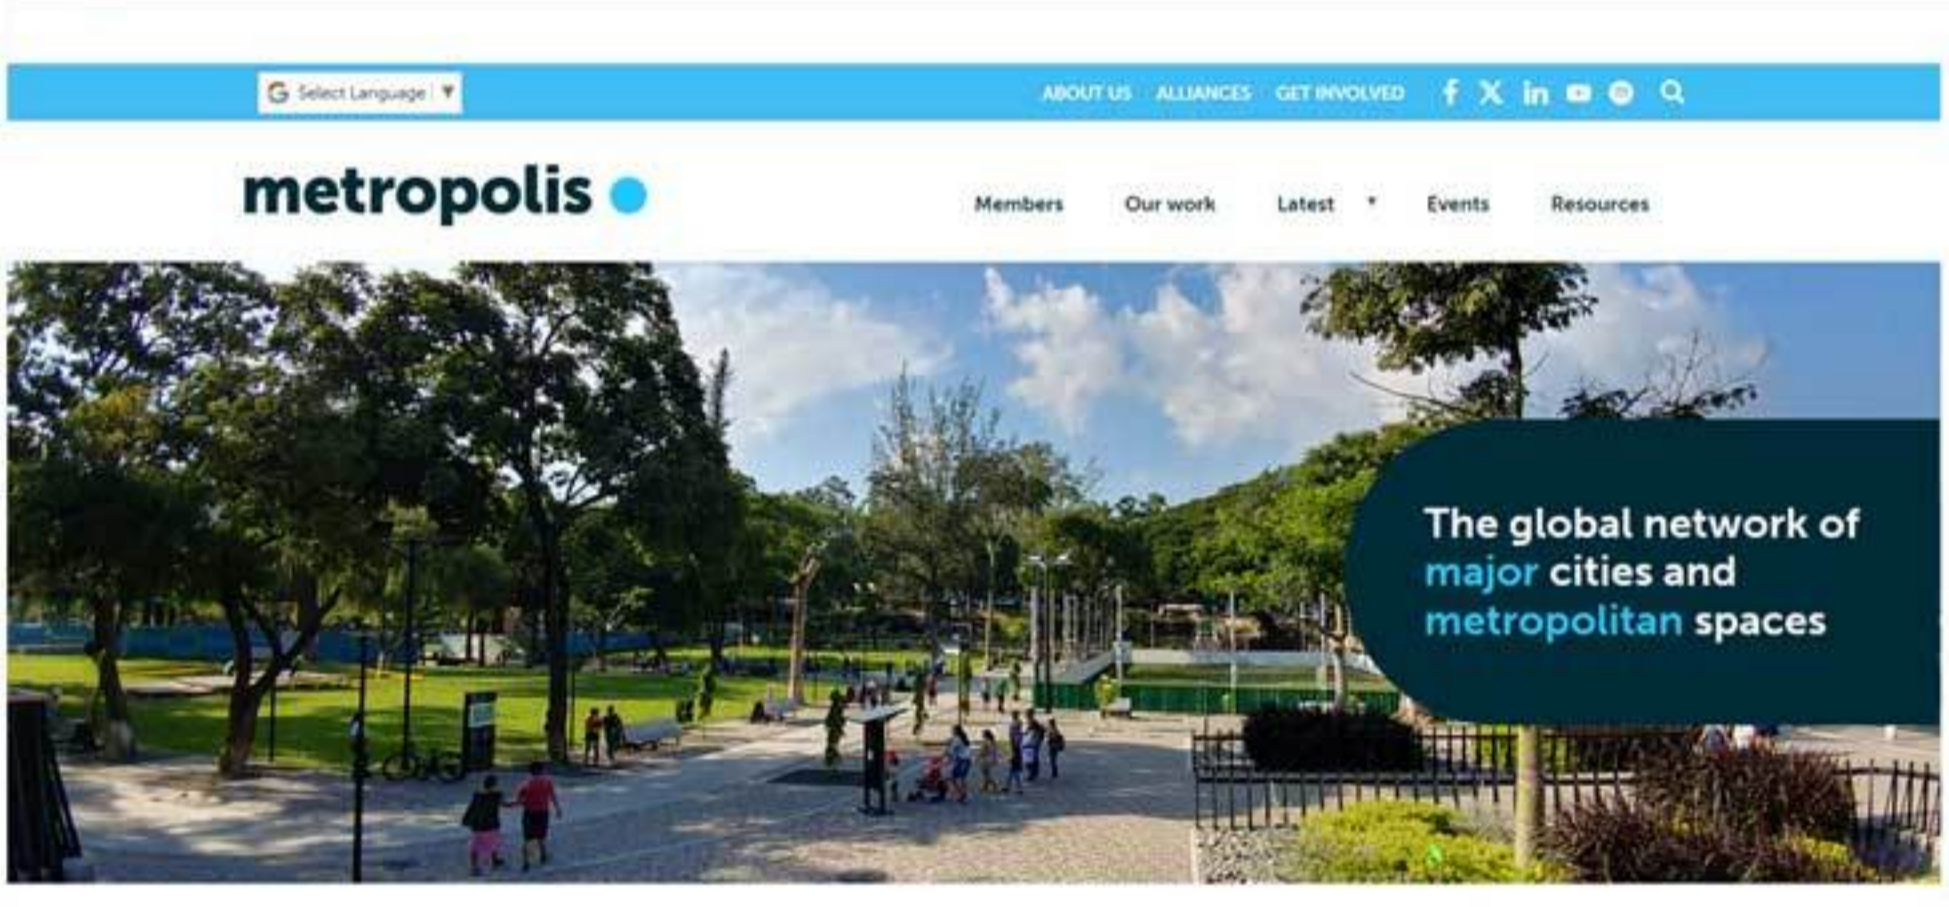 Select Language
ABOUT US ALLIANCES GET INVOLVED
metropolis
Members Our work Latest Events Resources
The global network of
major cities and
metropolitan spaces